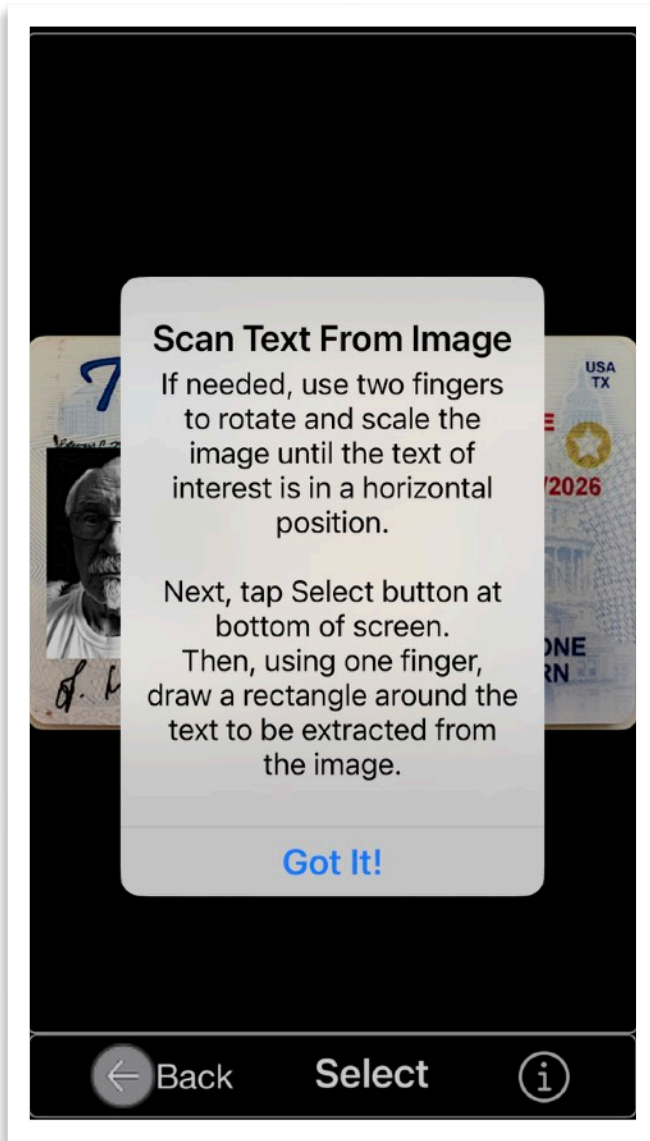 Scan Text From Image
If needed, use two fingers
to rotate and scale the
image until the text of
interest is in a horizontal
position.
Next, tap Select button at
bottom of screen.
Then, using one finger,
draw a rectangle around the
text to be extracted from
the image.
Got It!
USA
TX
/2026
Back
Select
i